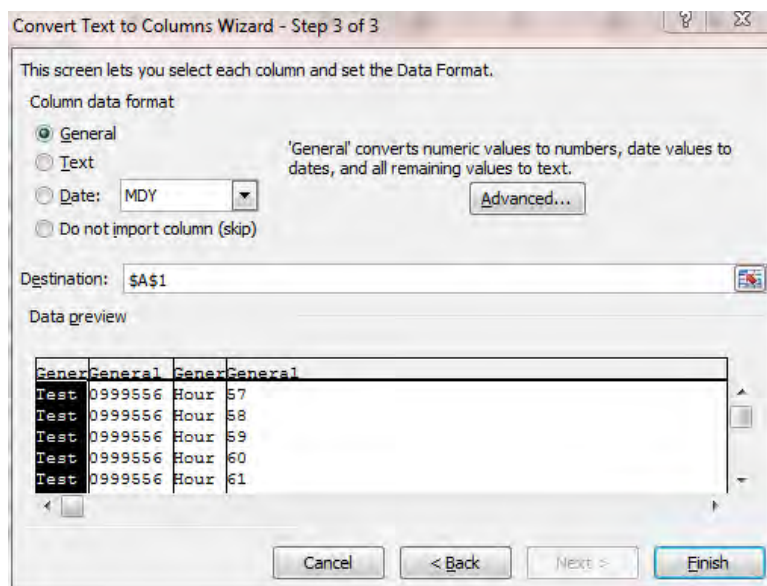 Convert Text to Columns Wizard - Step 3 of 3
This screen lets you select each column and set the Data Format.
Column data format
General
Text
Date: MDY
Do not import column (skip)
'General' converts numeric values to numbers, date values to
dates, and all remaining values to text.
Advanced...
Destination: $A$1
Data preview
GenerGeneral GenerGeneral
Test 0999556 Hour 57
Test 0999556 Hour 58
Test 0999556 Hour 59
Test 0999556 Hour 60
Test 0999556 Hour 61
Cancel < Back Next > Finish